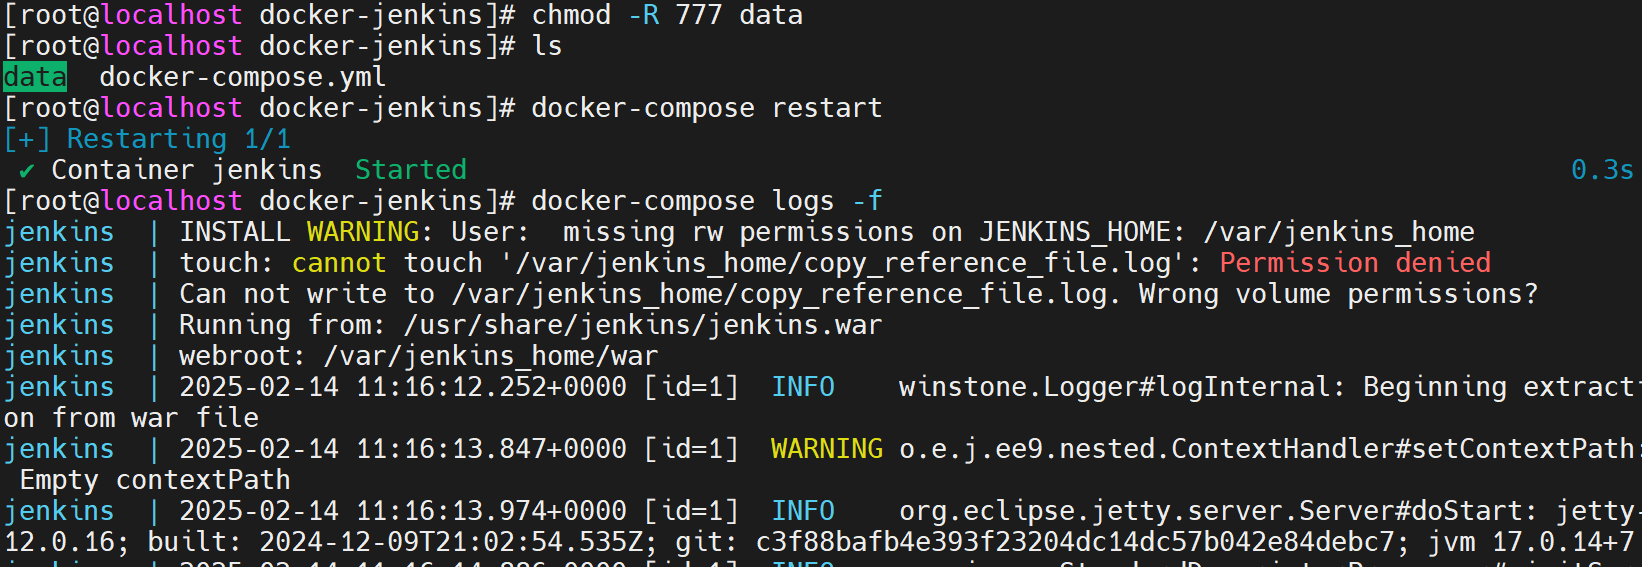 [root@localhost docker-jenkins]# chmod -R 777 data
[root@localhost docker-jenkins]# ls
data  docker-compose.yml
[root@localhost docker-jenkins]# docker-compose restart
[+] Restarting 1/1
 ✔ Container jenkins  Started 0.3s
[root@localhost docker-jenkins]# docker-compose logs -f
jenkins  | INSTALL WARNING: User:  missing rw permissions on JENKINS_HOME: /var/jenkins_home
jenkins  | touch: cannot touch '/var/jenkins_home/copy_reference_file.log': Permission denied
jenkins  | Can not write to /var/jenkins_home/copy_reference_file.log. Wrong volume permissions?
jenkins  | Running from: /usr/share/jenkins/jenkins.war
jenkins  | webroot: /var/jenkins_home/war
jenkins  | 2025-02-14 11:16:12.252+0000 [id=1]  INFO    winstone.Logger#logInternal: Beginning extracti
on from war file
jenkins  | 2025-02-14 11:16:13.847+0000 [id=1]  WARNING o.e.j.ee9.nested.ContextHandler#setContextPath:
 Empty contextPath
jenkins  | 2025-02-14 11:16:13.974+0000 [id=1]  INFO    org.eclipse.jetty.server.Server#doStart: jetty-
12.0.16; built: 2024-12-09T21:02:54.535Z; git: c3f88bafb4e393f23204dc14dc57b042e84debc7; jvm 17.0.14+7